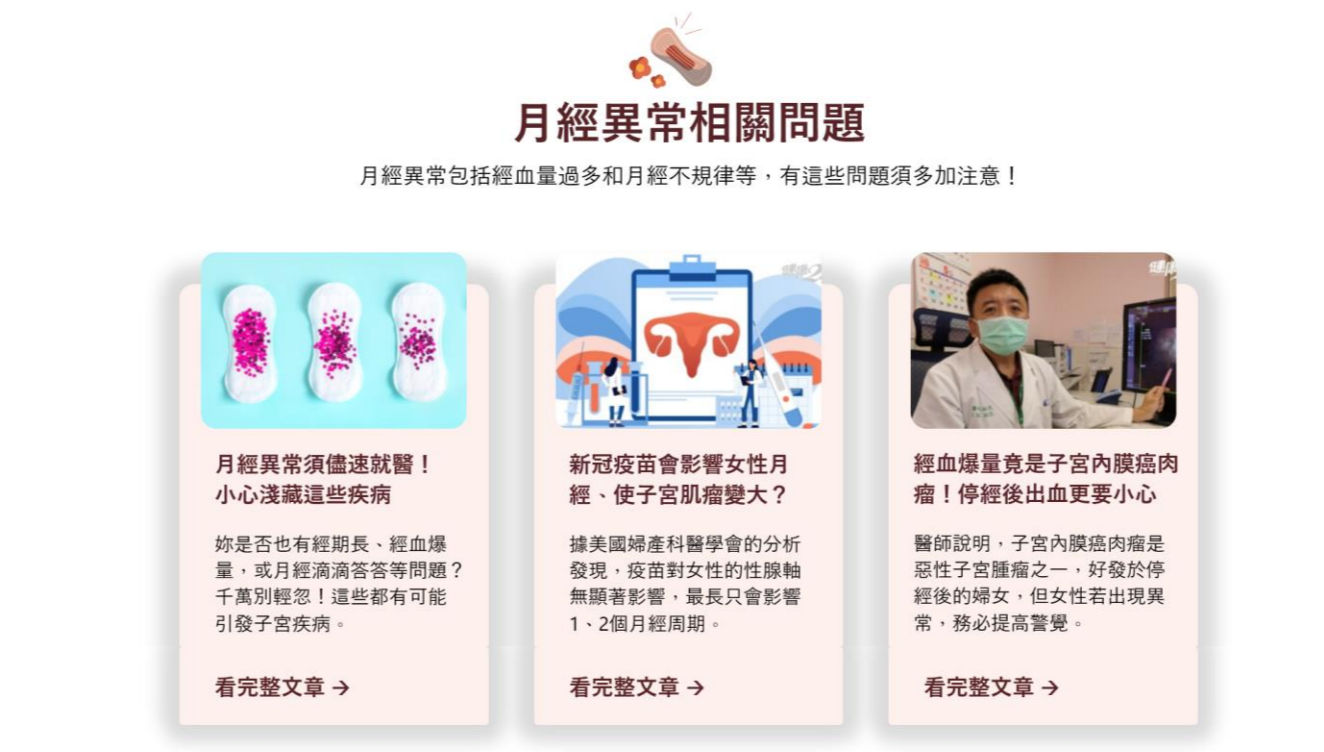 月經異常相關問題
月經異常包括經血量過多和月經不規律等，有這些問題須多加注意！
月經異常須儘速就醫！
小心淺藏這些疾病
妳是否也有經期長、經血爆
量，或月經滴滴答答等問題？
千萬別輕忽！這些都有可能
引發子宮疾病。
看完整文章→
新冠疫苗會影響女性月
經、使子宮肌瘤變大？
據美國婦產科醫學會的分析
發現，疫苗對女性的性腺軸
無顯著影響，最長只會影響
1、2個月經周期。
看完整文章→
經血爆量竟是子宮內膜癌肉
瘤！停經後出血更要小心
醫師說明，子宮內膜癌肉瘤是
惡性子宮腫瘤之一，好發於停
經後的婦女，但女性若出現異
常，務必提高警覺。
看完整文章→